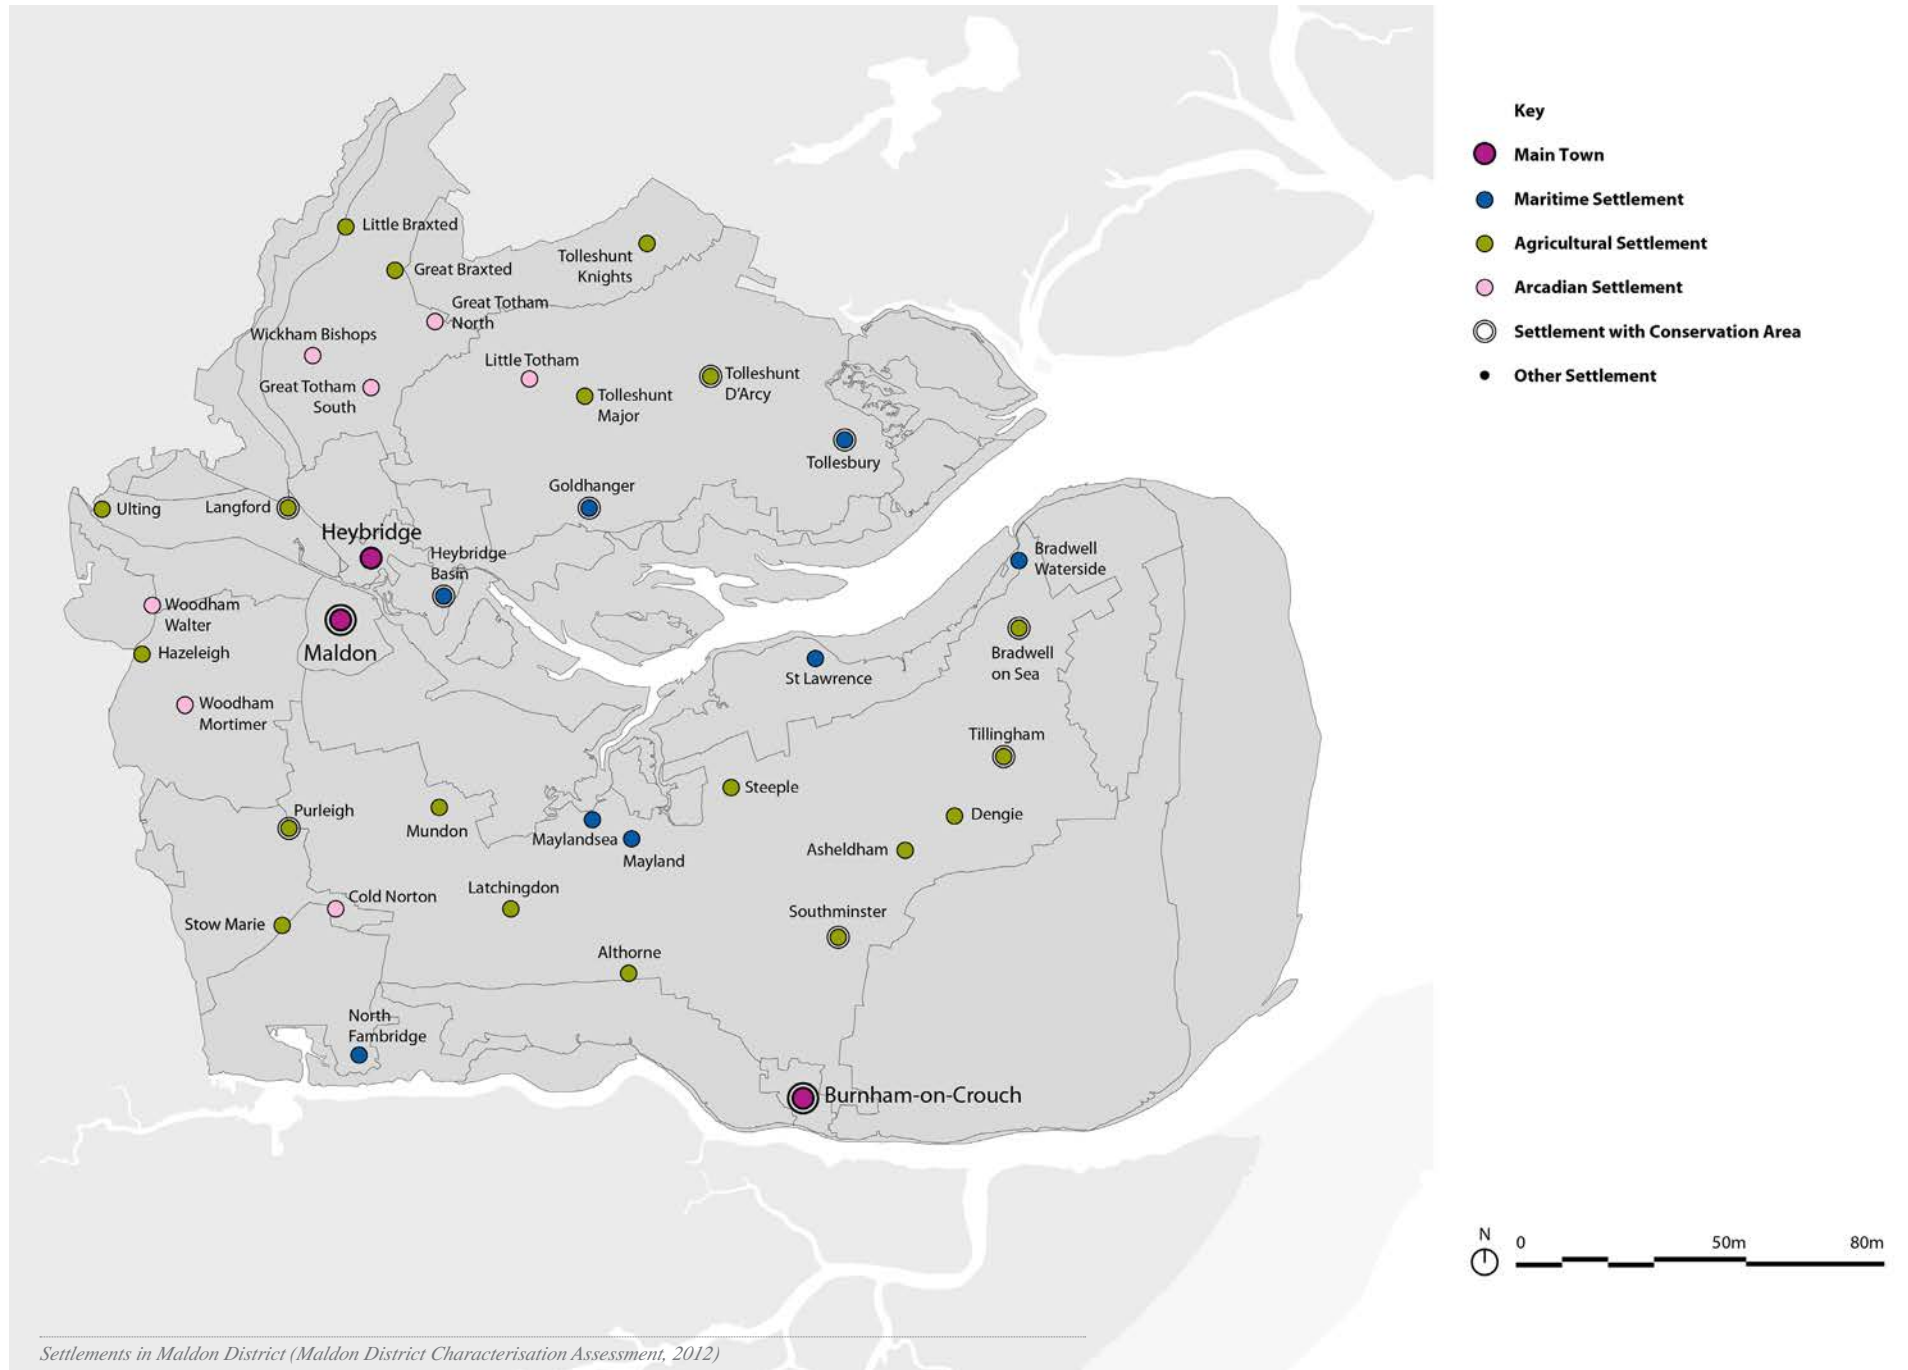 Little Braxted
Great Braxted
Tolleshunt
Knights
Great Totham
North
Wickham Bishops
Great Totham
South
Little Totham
Tolleshunt
Major
Tolleshunt
D'Arcy
Tollesbury
Goldhanger
Ulting
Langford
Heybridge
Heybridge
Basin
Bradwell
Waterside
Woodham
Walter
Hazeleigh
Maldon
Bradwell
on Sea
St Lawrence
Woodham
Mortimer
Tillingham
Steeple
Purleigh
Mundon
Maylandsea
Mayland
Dengie
Asheldham
Latchingdon
Cold Norton
Stow Marie
Southminster
Althorne
North
Fambridge
Burnham-on-Crouch
Key
Main Town
Maritime Settlement
Agricultural Settlement
Arcadian Settlement
Settlement with Conservation Area
Other Settlement
N
0 50m 80m
Settlements in Maldon District (Maldon District Characterisation Assessment, 2012)